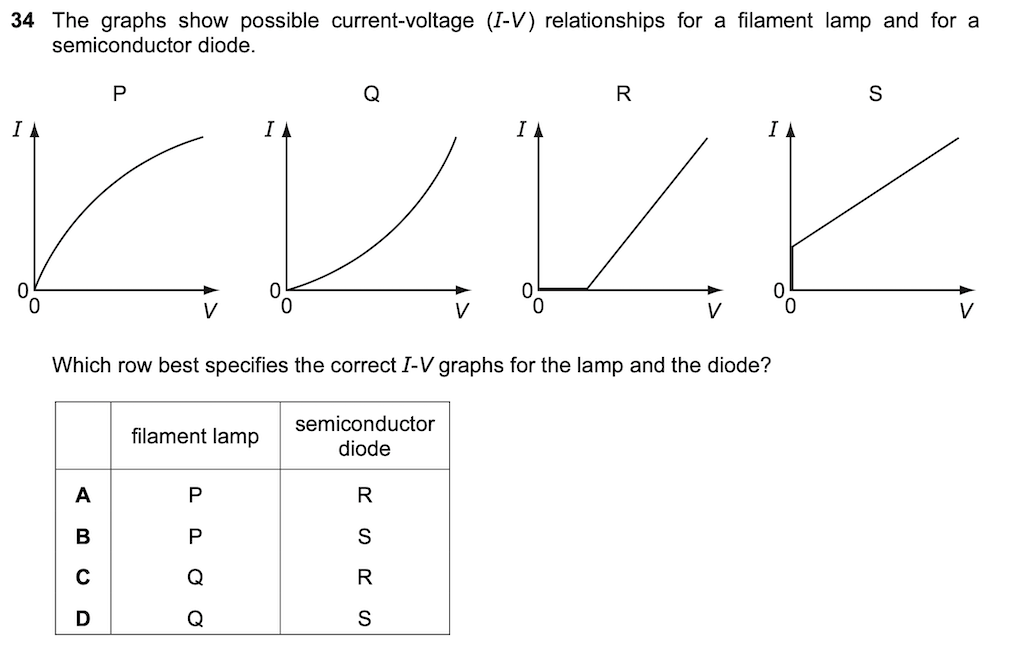 34 The graphs show possible current-voltage (I-V) relationships for a filament lamp and for a
semiconductor diode.
P Q R S
I I I I
0 0 0 0
0 V 0 V 0 V 0 V
Which row best specifies the correct I-V graphs for the lamp and the diode?
filament lamp semiconductor
diode
A P R
B P S
C Q R
D Q S